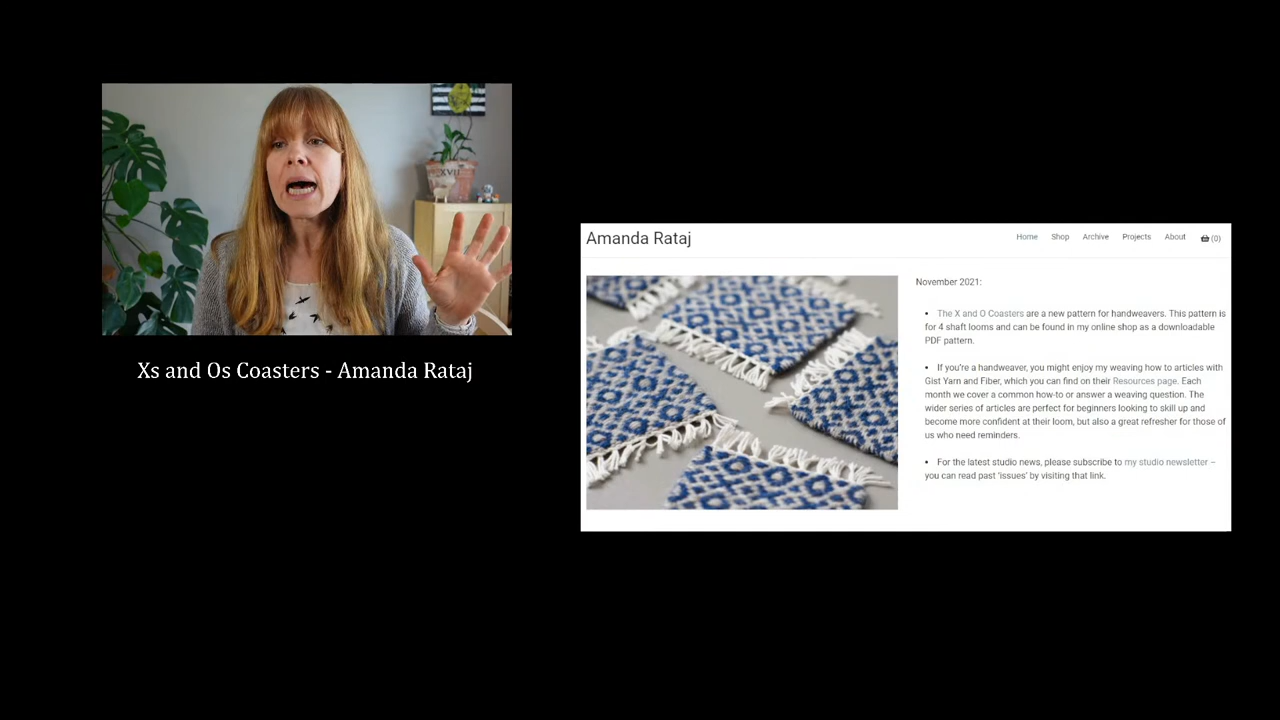 XVII
Xs and Os Coasters - Amanda Rataj
Amanda Rataj
Home Shop Archive Projects About (0)
November 2021:
• The X and O Coasters are a new pattern for handweavers. This pattern is
for 4 shaft looms and can be found in my online shop as a downloadable
PDF pattern.
• If you're a handweaver, you might enjoy my weaving how to articles with
Gist Yarn and Fiber, which you can find on their Resources page. Each
month we cover a common how-to or answer a weaving question. The
wider series of articles are perfect for beginners looking to skill up and
become more confident at their loom, but also a great refresher for those of
us who need reminders.
• For the latest studio news, please subscribe to my studio newsletter –
you can read past 'issues' by visiting that link.